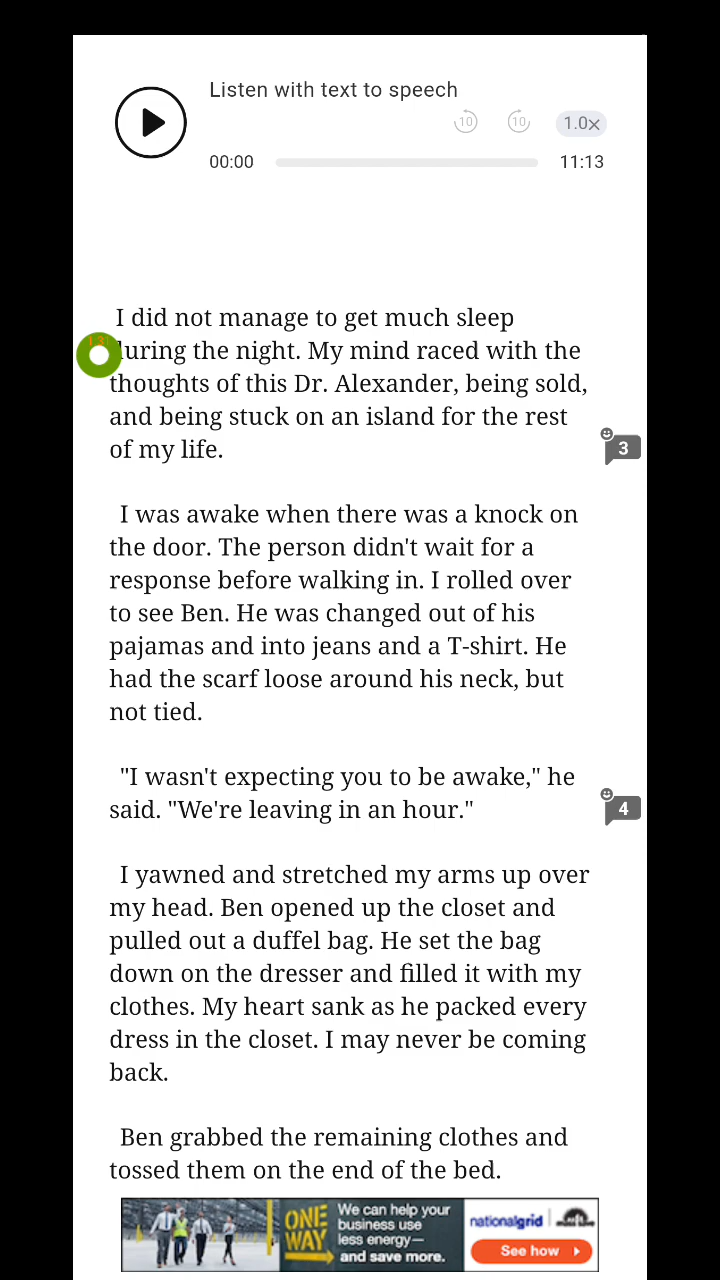 Listen with text to speech
10 10 1.0×
00:00 11:13
I did not manage to get much sleep
during the night. My mind raced with the
thoughts of this Dr. Alexander, being sold,
and being stuck on an island for the rest
of my life.
3
I was awake when there was a knock on
the door. The person didn't wait for a
response before walking in. I rolled over
to see Ben. He was changed out of his
pajamas and into jeans and a T-shirt. He
had the scarf loose around his neck, but
not tied.
"I wasn't expecting you to be awake," he
said. "We're leaving in an hour."
4
I yawned and stretched my arms up over
my head. Ben opened up the closet and
pulled out a duffel bag. He set the bag
down on the dresser and filled it with my
clothes. My heart sank as he packed every
dress in the closet. I may never be coming
back.
Ben grabbed the remaining clothes and
tossed them on the end of the bed.
ONE
WAY
We can help your
business use
less energy—
and save more.
nationalgrid
See how